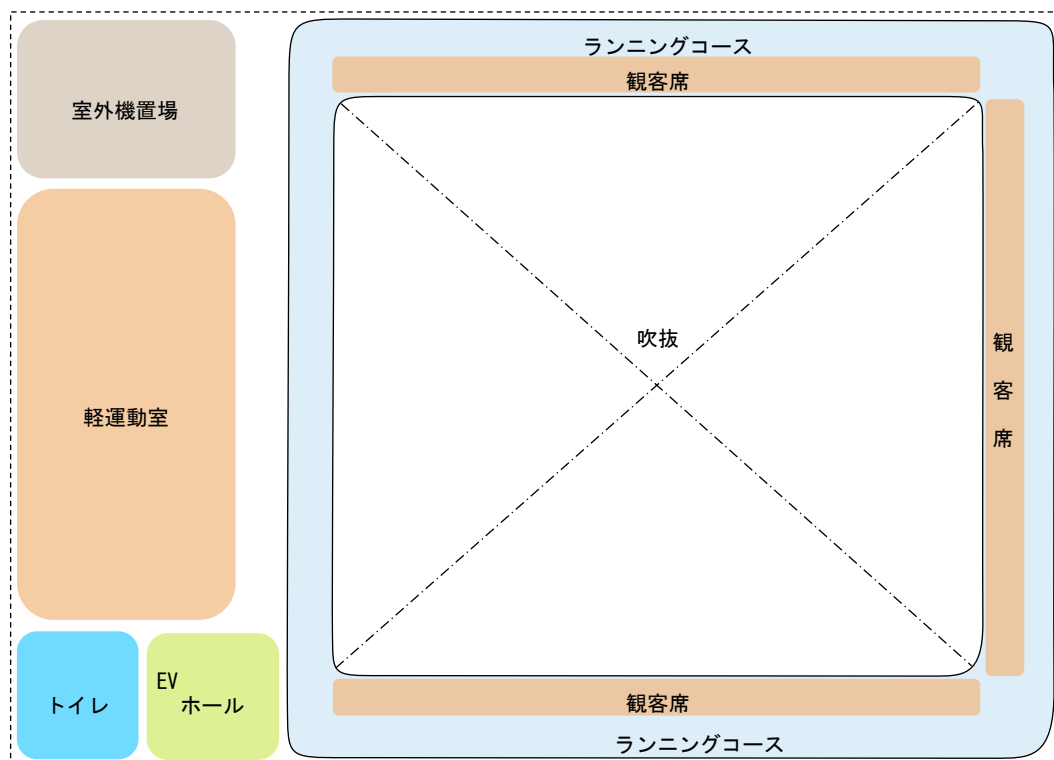 ランニングコース
観客席
室外機置場
吹抜
観
客
席
軽運動室
EV
ホール
トイレ
観客席
ランニングコース